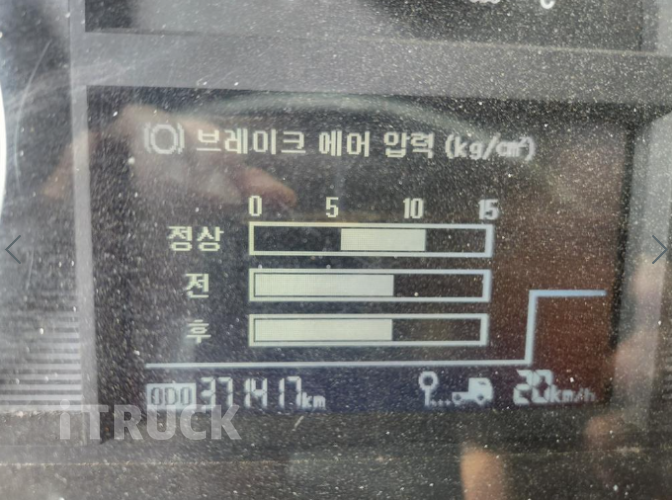 브레이크 에어 압력 (kg/cm²)
0 5 10 15
정상
전
후
ODO 371417km 20km/h
iTRUCK